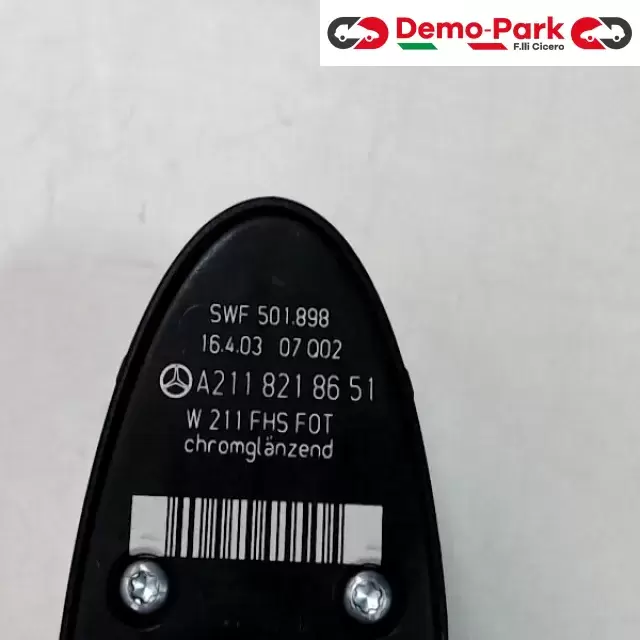 Demo-Park
F.lli Cicero
SWF 501.898
16.4.03 07 Q02
A211 821 86 51
W 211 FHS FOT
chromglänzend